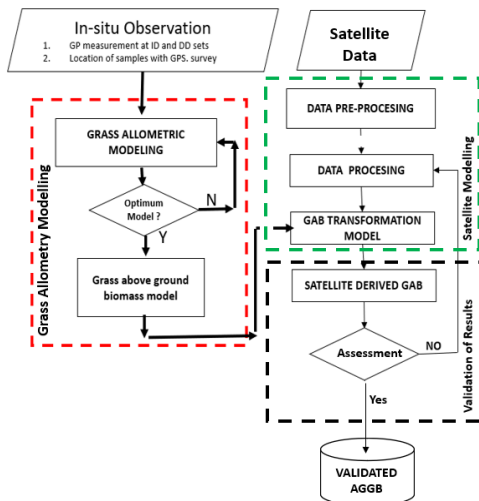 In-situ Observation
1. GP measurement at ID and DD sets
2. Location of samples with GPS. survey
GRASS ALLOMETRIC
MODELING
Optimum
Model ?
N
Y
Grass above ground
biomass model
Grass Allometry Modelling
Satellite
Data
DATA PRE-PROCESING
DATA PROCESING
GAB TRANSFORMATION
MODEL
Satellite Modelling
SATELLITE DERIVED GAB
Assessment
NO
Yes
Validation of Results
VALIDATED
AGGB